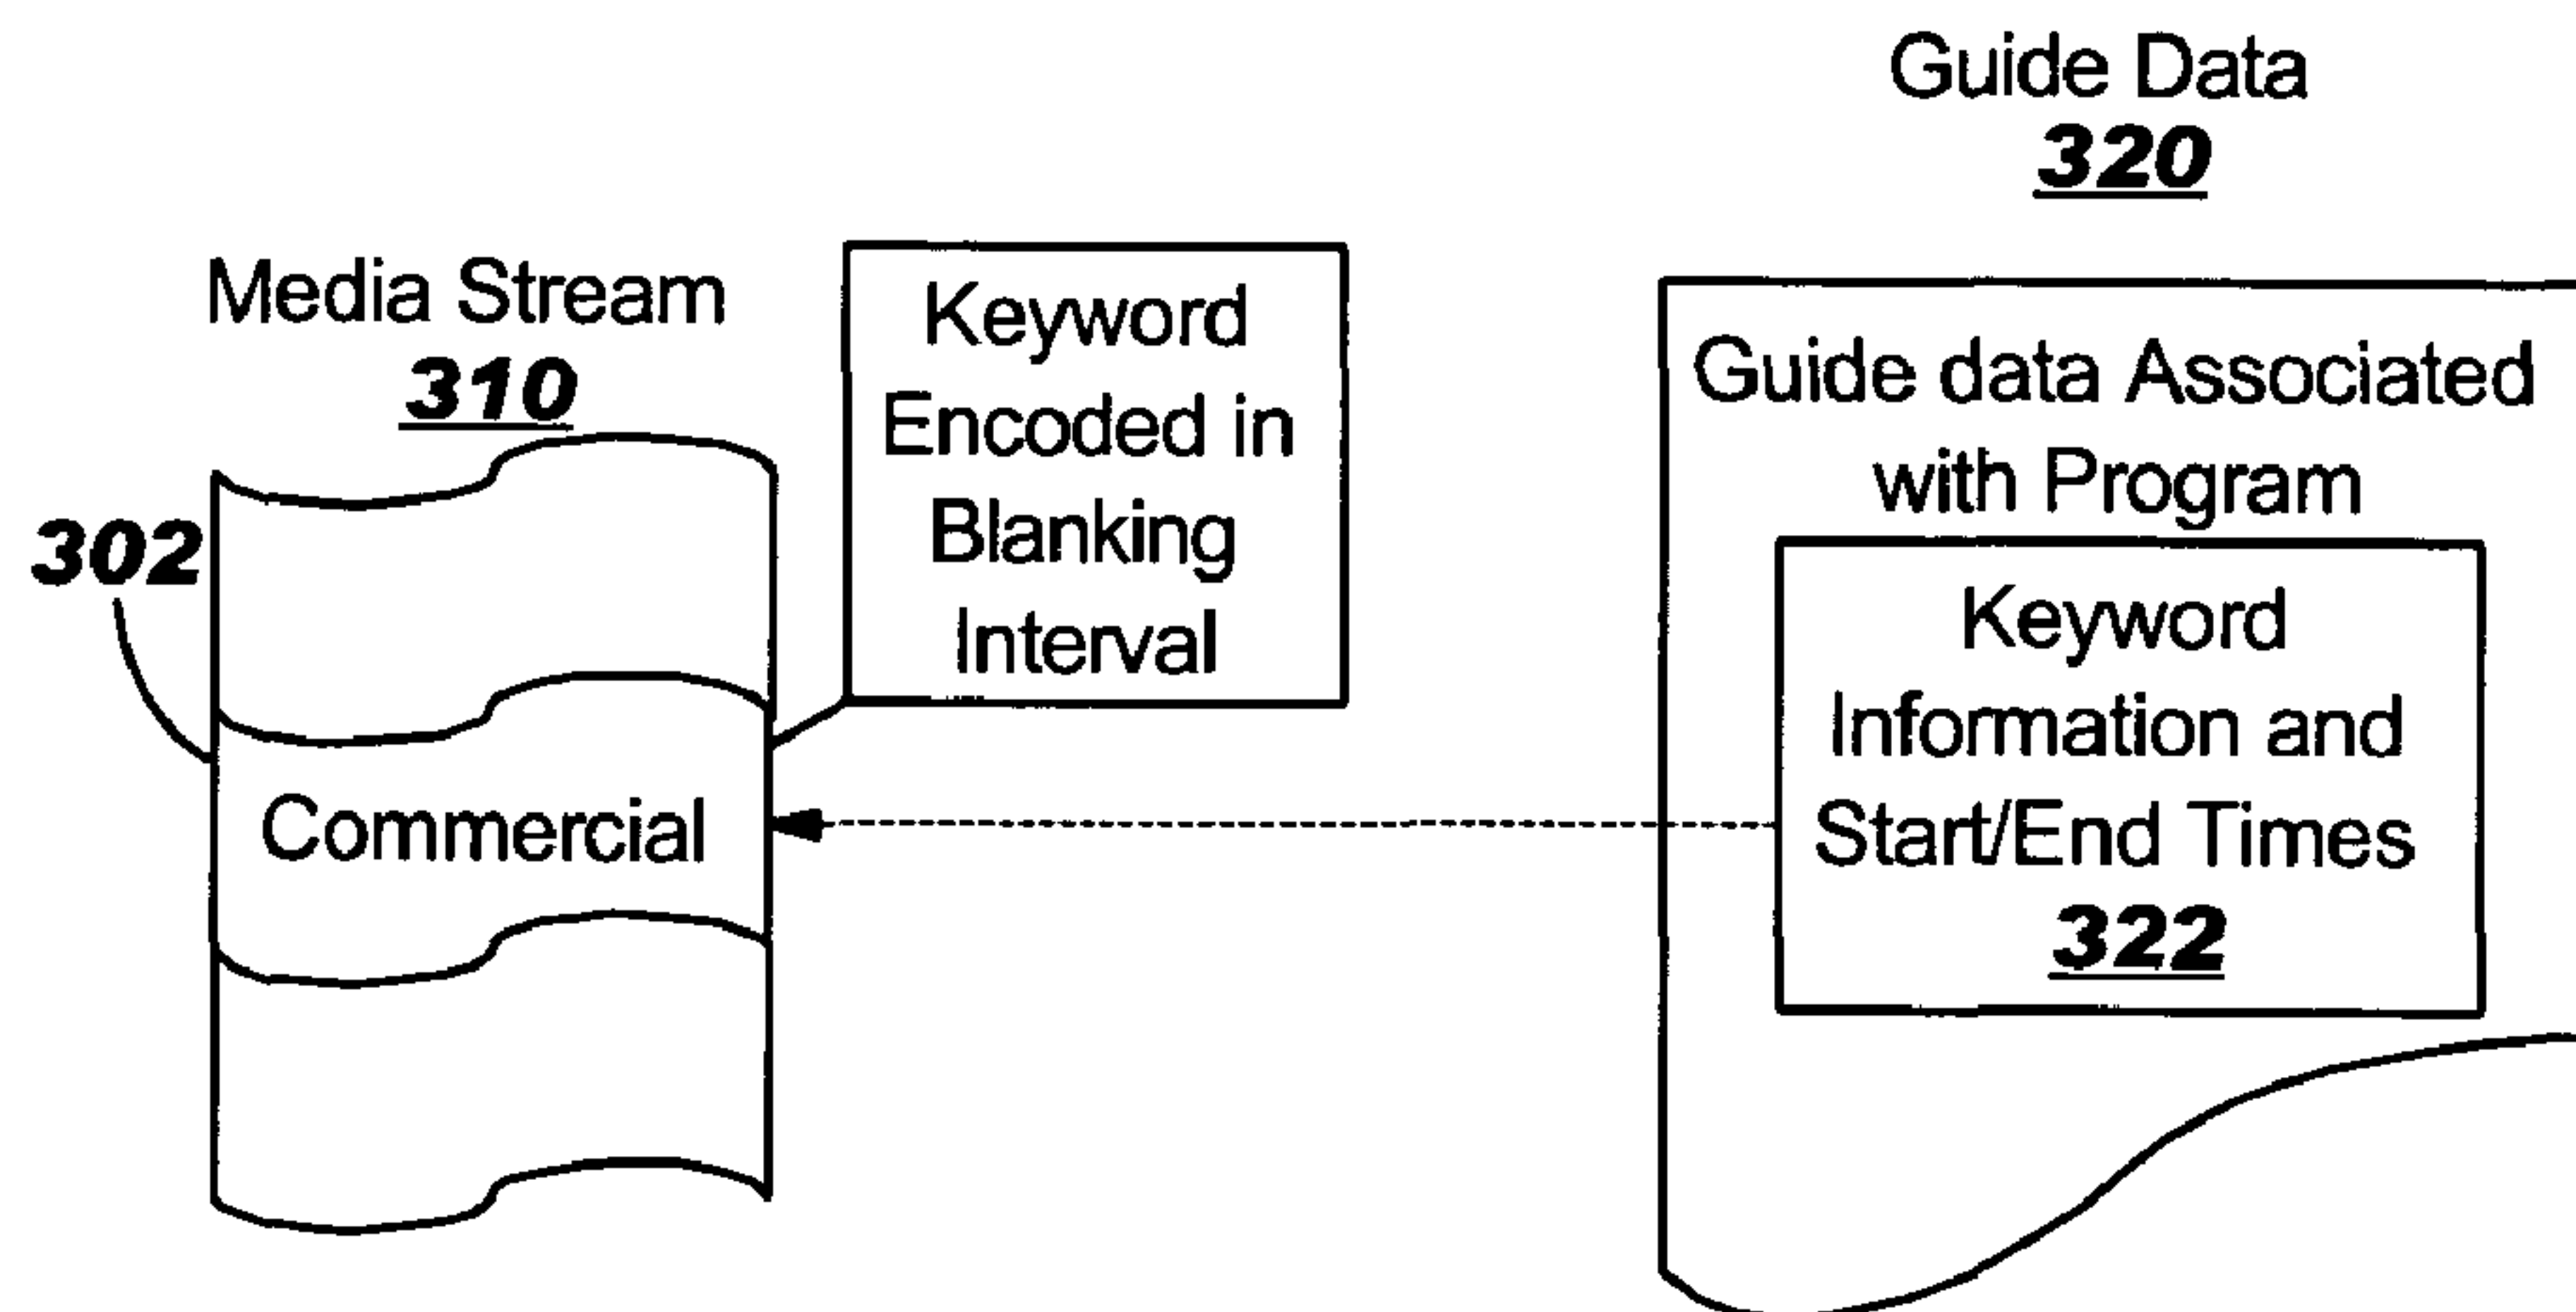 Guide Data
320
Media Stream
310
302
Keyword
Encoded in
Blanking
Interval
Commercial
Guide data Associated
with Program
Keyword
Information and
Start/End Times
322